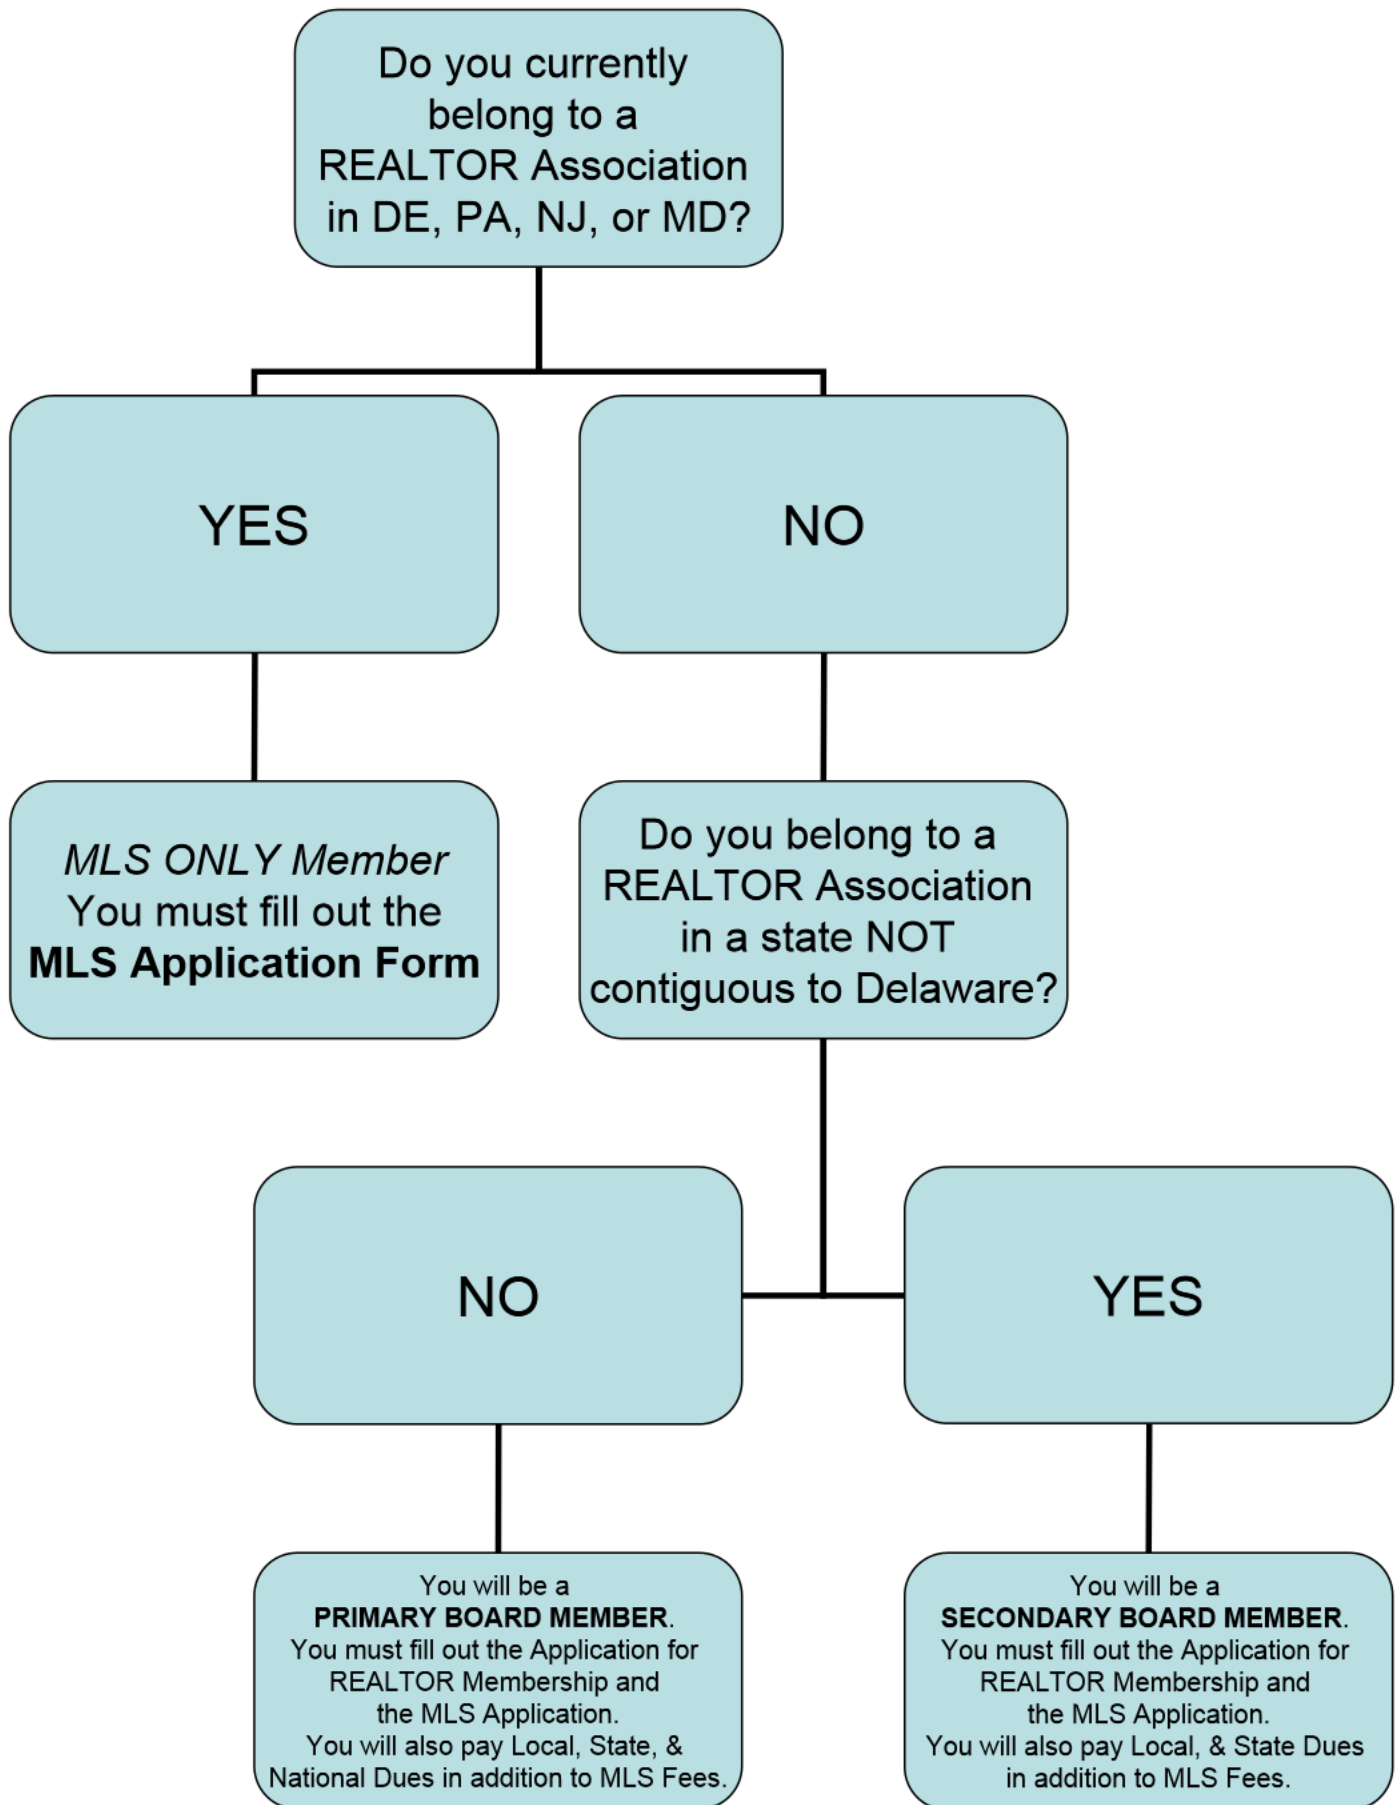 Do you currently
belong to a
REALTOR Association
in DE, PA, NJ, or MD?
YES
NO
MLS ONLY Member
You must fill out the
MLS Application Form
Do you belong to a
REALTOR Association
in a state NOT
contiguous to Delaware?
NO
YES
You will be a
PRIMARY BOARD MEMBER.
You must fill out the Application for
REALTOR Membership and
the MLS Application.
You will also pay Local, State, &
National Dues in addition to MLS Fees.
You will be a
SECONDARY BOARD MEMBER.
You must fill out the Application for
REALTOR Membership and
the MLS Application.
You will also pay Local, & State Dues
in addition to MLS Fees.